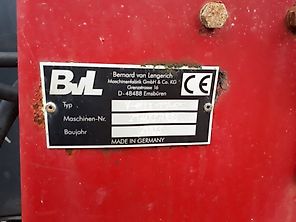 BvL
Bernard van Lengerich
Maschinenfabrik GmbH & Co. KG
Grenzstrasse 16
D-48488 Emsbüren
CE
Typ
Maschinen-Nr.
Baujahr
MADE IN GERMANY